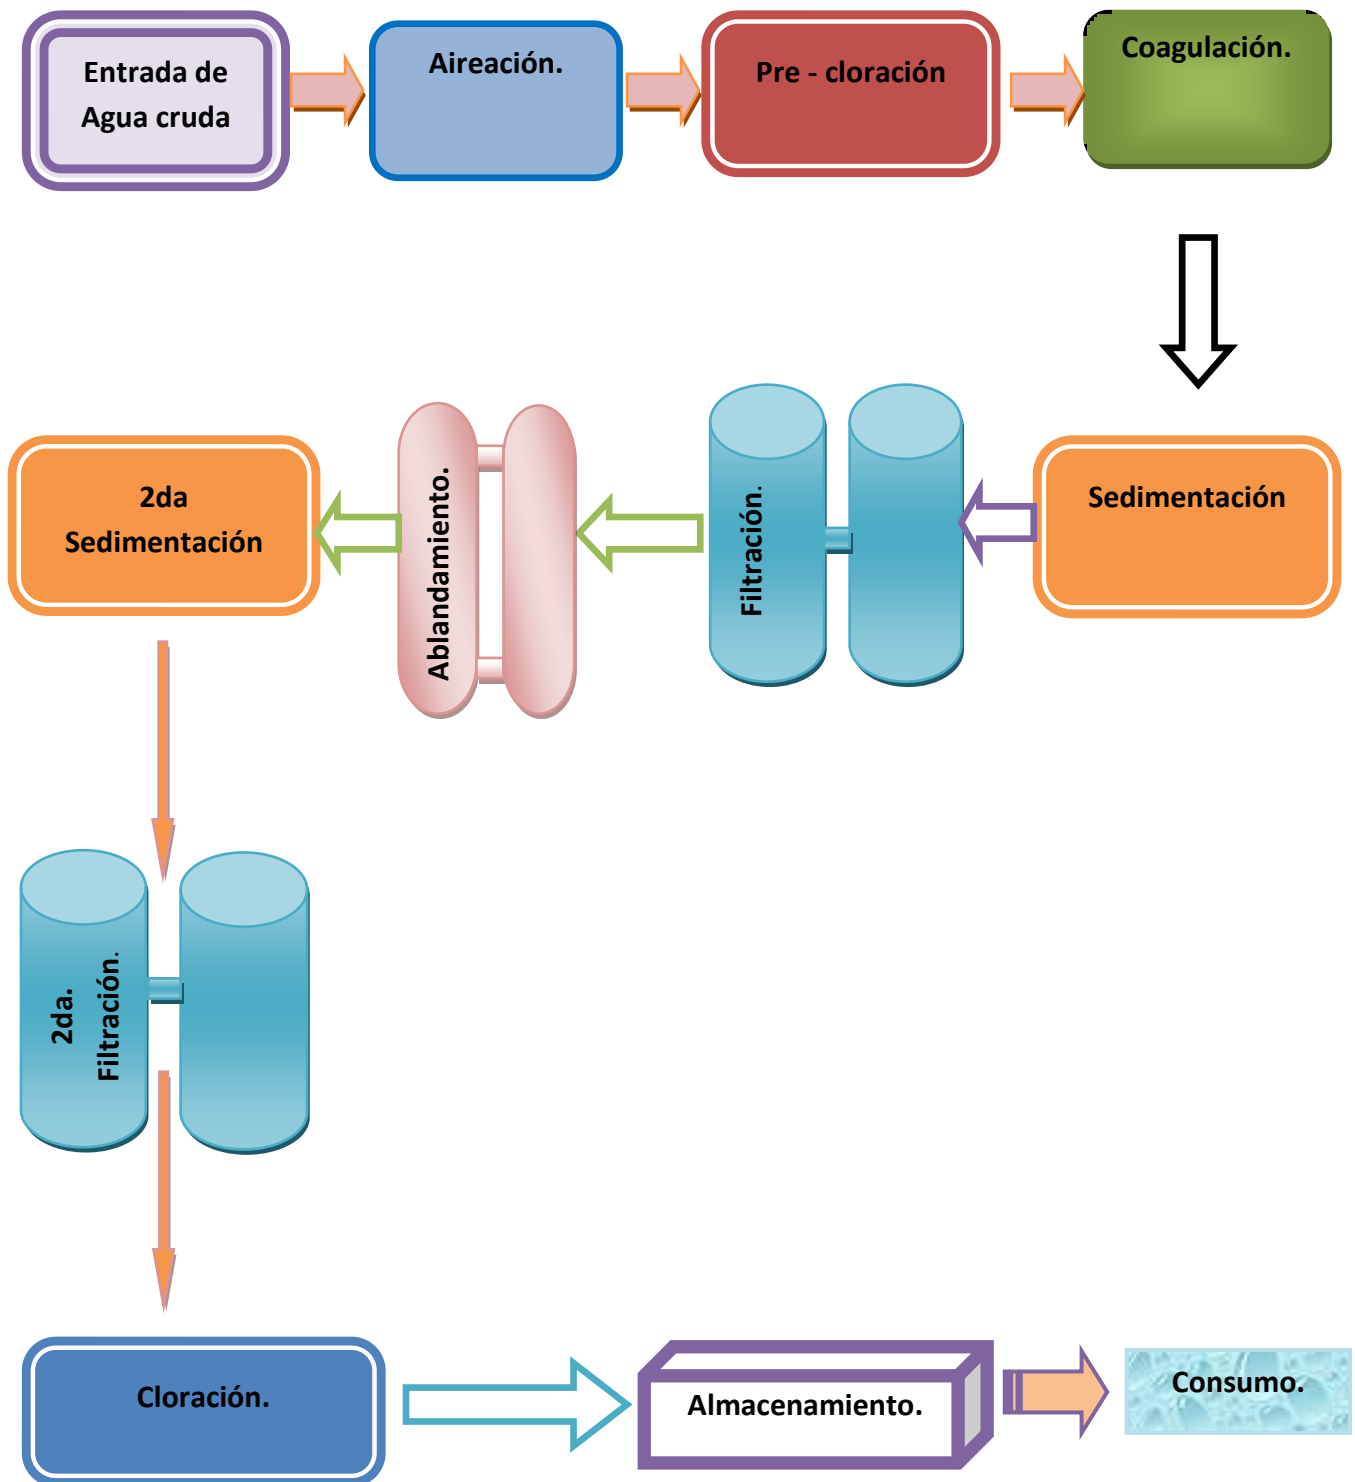 Entrada de
Agua cruda
Aireación.
Pre - cloración
Coagulación.
Sedimentación
Filtración.
Ablandamiento.
2da
Sedimentación
2da.
Filtración.
Cloración.
Almacenamiento.
Consumo.